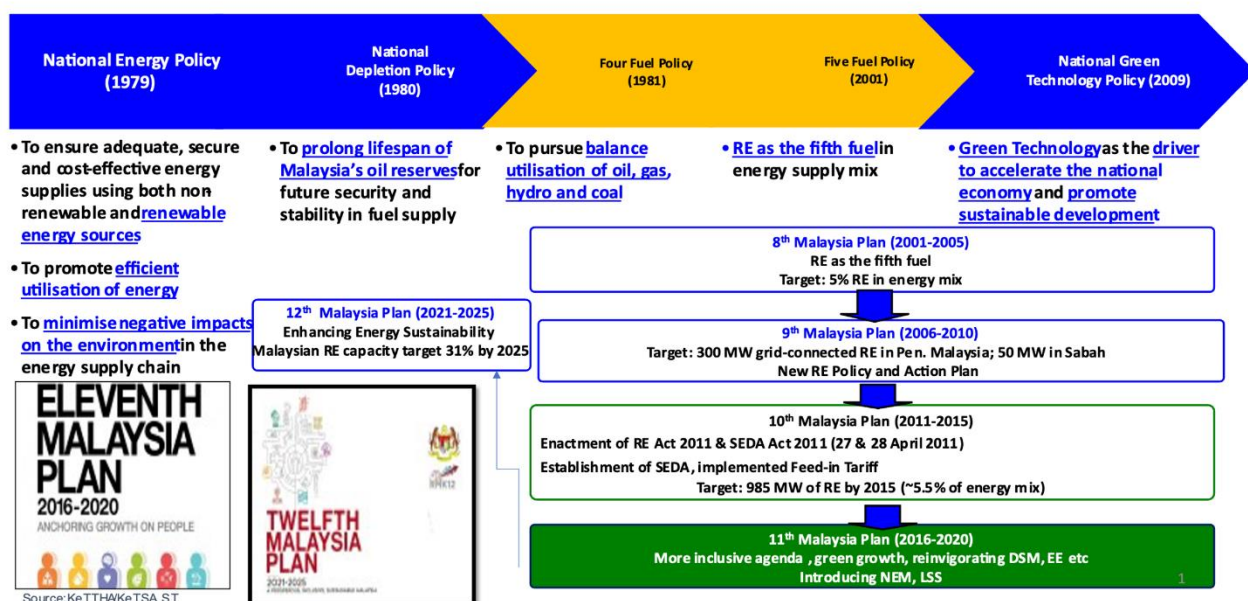 National Energy Policy
(1979)
National
Depletion Policy
(1980)
Four Fuel Policy
(1981)
Five Fuel Policy
(2001)
National Green
Technology Policy (2009)
• To ensure adequate, secure
and cost-effective energy
supplies using both non-
renewable and renewable
energy sources
• To promote efficient
utilisation of energy
• To minimise negative impacts
on the environment in the
energy supply chain
• To prolong lifespan of
Malaysia's oil reserves for
future security and
stability in fuel supply
• To pursue balance
utilisation of oil, gas,
hydro and coal
• RE as the fifth fuel in
energy supply mix
• Green Technology as the driver
to accelerate the national
economy and promote
sustainable development
8th Malaysia Plan (2001-2005)
RE as the fifth fuel
Target: 5% RE in energy mix
9th Malaysia Plan (2006-2010)
Target: 300 MW grid-connected RE in Pen. Malaysia; 50 MW in Sabah
New RE Policy and Action Plan
10th Malaysia Plan (2011-2015)
Enactment of RE Act 2011 & SEDA Act 2011 (27 & 28 April 2011)
Establishment of SEDA, implemented Feed-in Tariff
Target: 985 MW of RE by 2015 (~5.5% of energy mix)
11th Malaysia Plan (2016-2020)
More inclusive agenda , green growth, reinvigorating DSM, EE etc
Introducing NEM, LSS
1
12th Malaysia Plan (2021-2025)
Enhancing Energy Sustainability
Malaysian RE capacity target 31% by 2025
ELEVENTH
MALAYSIA
PLAN
2016-2020
ANCHORING GROWTH ON PEOPLE
RMK12
TWELFTH
MALAYSIA
PLAN
2021-2025
A PROSPEROUS, INCLUSIVE, SUSTAINABLE MALAYSIA
Source: KeTTHA/KeTSA, ST